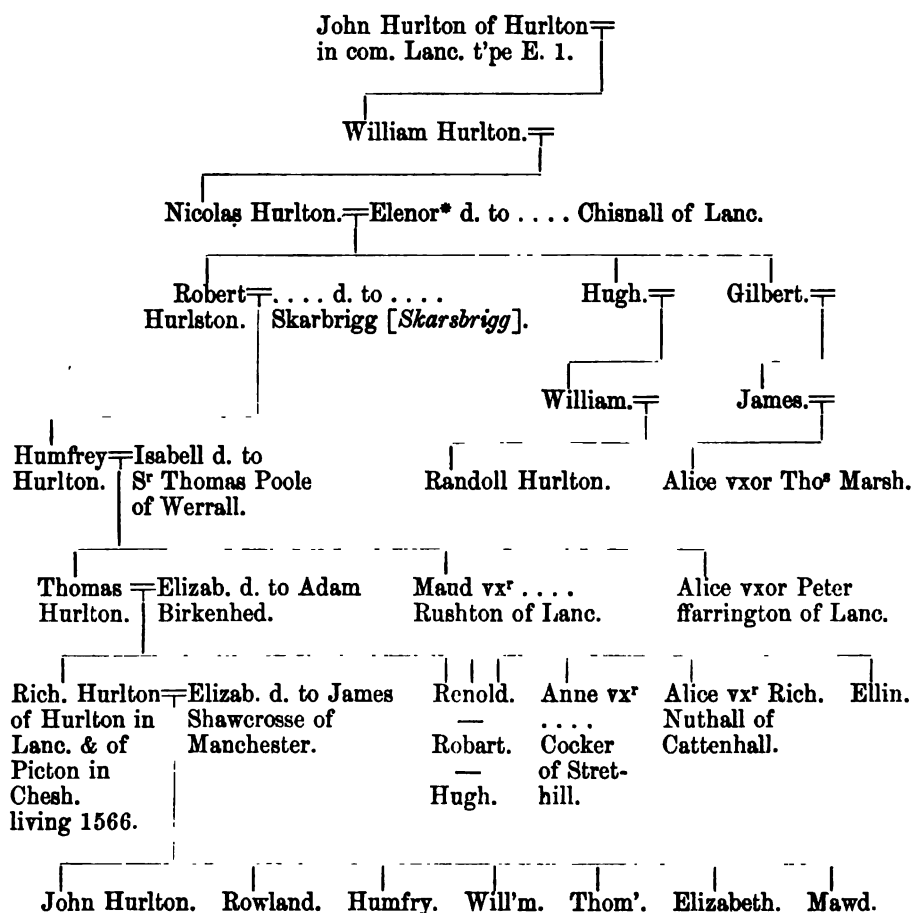 John Hurlton of Hurlton
in com. Lanc. t'pe E. 1.
William Hurlton.
Nicolas Hurlton. Elenor* d. to . . . . Chisnall of Lanc.
Robert
Hurlston.
. . . . d. to . . . .
Skarbrigg [Skarsbrigg].
Hugh.
Gilbert.
William.
James.
Humfrey
Hurlton.
Isabell d. to
Sʳ Thomas Poole
of Werrall.
Randoll Hurlton.
Alice vxor Thoˢ Marsh.
Thomas
Hurlton.
Elizab. d. to Adam
Birkenhed.
Maud vxʳ . . . .
Rushton of Lanc.
Alice vxor Peter
ffarrington of Lanc.
Rich. Hurlton
of Hurlton in
Lanc. & of
Picton in
Chesh.
living 1566.
Elizab. d. to James
Shawcrosse of
Manchester.
Renold.
—
Robart.
—
Hugh.
Anne vxʳ
. . . .
Cocker
of Stret-
hill.
Alice vxʳ Rich.
Nuthall of
Cattenhall.
Ellin.
John Hurlton. Rowland. Humfry. Will'm. Thom'. Elizabeth. Mawd.